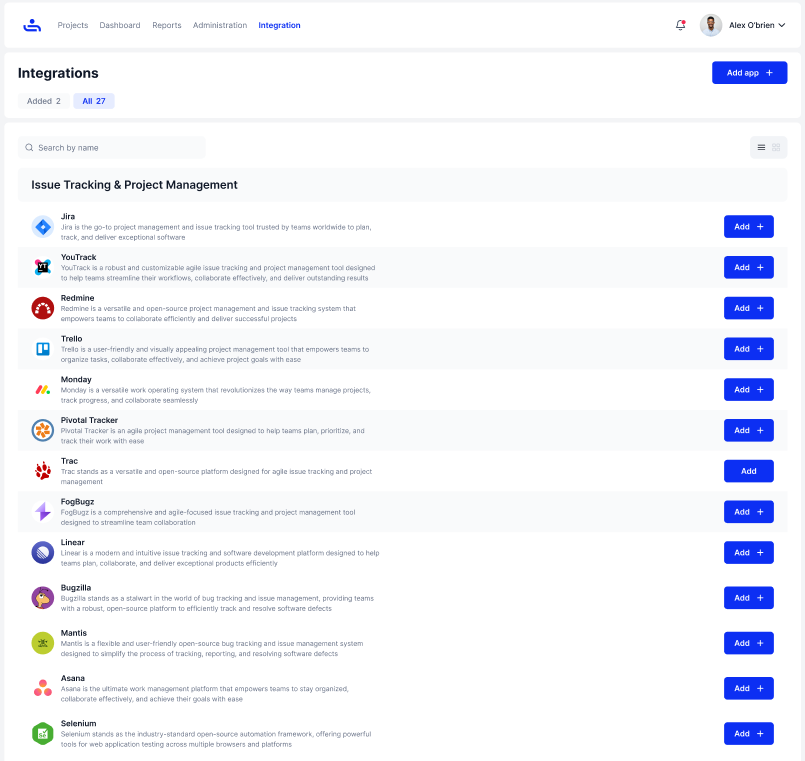 Projects Dashboard Reports Administration Integration
Alex O'brien
Integrations
Add app
Added 2 All 27
Search by name
Issue Tracking & Project Management
Jira
Jira is the go-to project management and issue tracking tool trusted by teams worldwide to plan,
track, and deliver exceptional software
Add
YouTrack
YouTrack is a robust and customizable agile issue tracking and project management tool designed
to help teams streamline their workflows, collaborate effectively, and deliver outstanding results
Add
Redmine
Redmine is a versatile and open-source project management and issue tracking system that
empowers teams to collaborate efficiently and deliver successful projects
Add
Trello
Trello is a user-friendly and visually appealing project management tool that empowers teams to
organize tasks, collaborate effectively, and achieve project goals with ease
Add
Monday
Monday is a versatile work operating system that revolutionizes the way teams manage projects,
track progress, and collaborate seamlessly
Add
Pivotal Tracker
Pivotal Tracker is an agile project management tool designed to help teams plan, prioritize, and
track their work with ease
Add
Trac
Trac stands as a versatile and open-source platform designed for agile issue tracking and project
management
Add
FogBugz
FogBugz is a comprehensive and agile-focused issue tracking and project management tool
designed to streamline team collaboration
Add
Linear
Linear is a modern and intuitive issue tracking and software development platform designed to help
teams plan, collaborate, and deliver exceptional products efficiently
Add
Bugzilla
Bugzilla stands as a stalwart in the world of bug tracking and issue management, providing teams
with a robust, open-source platform to efficiently track and resolve software defects
Add
Mantis
Mantis is a flexible and user-friendly open-source bug tracking and issue management system
designed to simplify the process of tracking, reporting, and resolving software defects
Add
Asana
Asana is the ultimate work management platform that empowers teams to stay organized,
collaborate effectively, and achieve their goals with ease
Add
Selenium
Selenium stands as the industry-standard open-source automation framework, offering powerful
tools for web application testing across multiple browsers and platforms
Add